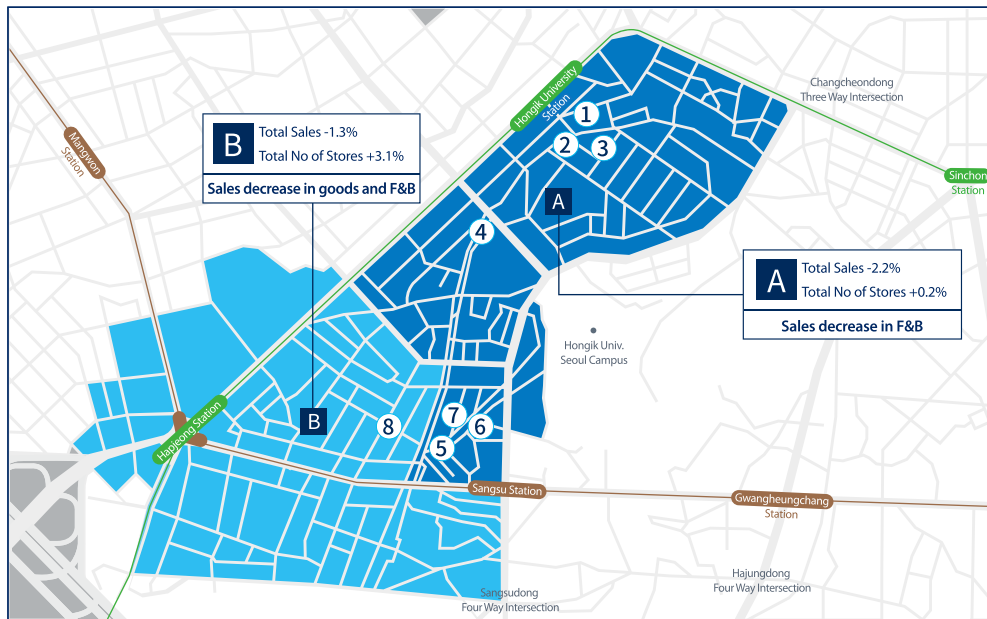 Changcheondong
Three Way Intersection
Hongik University
Station
Mangwon
Station
B
Total Sales -1.3%
Total No of Stores +3.1%
Sales decrease in goods and F&B
1
2
3
Sinchon
Station
A
4
A
Total Sales -2.2%
Total No of Stores +0.2%
Sales decrease in F&B
Hongik Univ.
Seoul Campus
Hapjeong Station
B
8
7
6
5
Sangsu Station
Gwangheungchang
Station
Hajungdong
Four Way Intersection
Sangsudong
Four Way Intersection